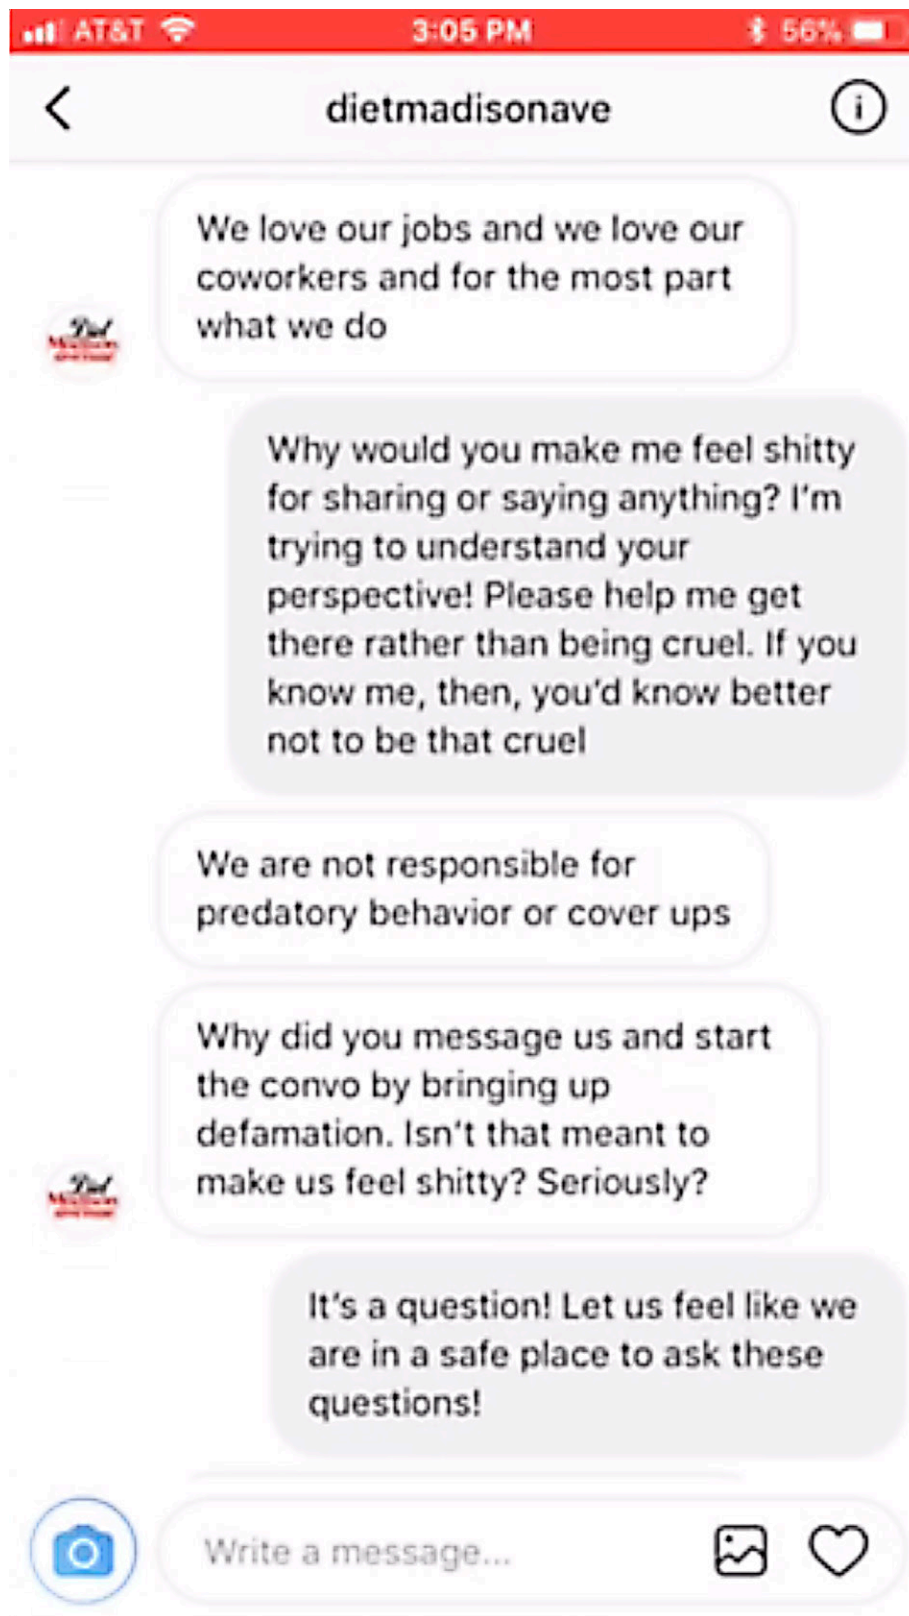 AT&T 3:05 PM 56%
dietmadisonave
We love our jobs and we love our
coworkers and for the most part
what we do
Diet
Madison
Why would you make me feel shitty
for sharing or saying anything? I'm
trying to understand your
perspective! Please help me get
there rather than being cruel. If you
know me, then, you'd know better
not to be that cruel
We are not responsible for
predatory behavior or cover ups
Why did you message us and start
the convo by bringing up
defamation. Isn't that meant to
make us feel shitty? Seriously?
Diet
Madison
It's a question! Let us feel like we
are in a safe place to ask these
questions!
Write a message...